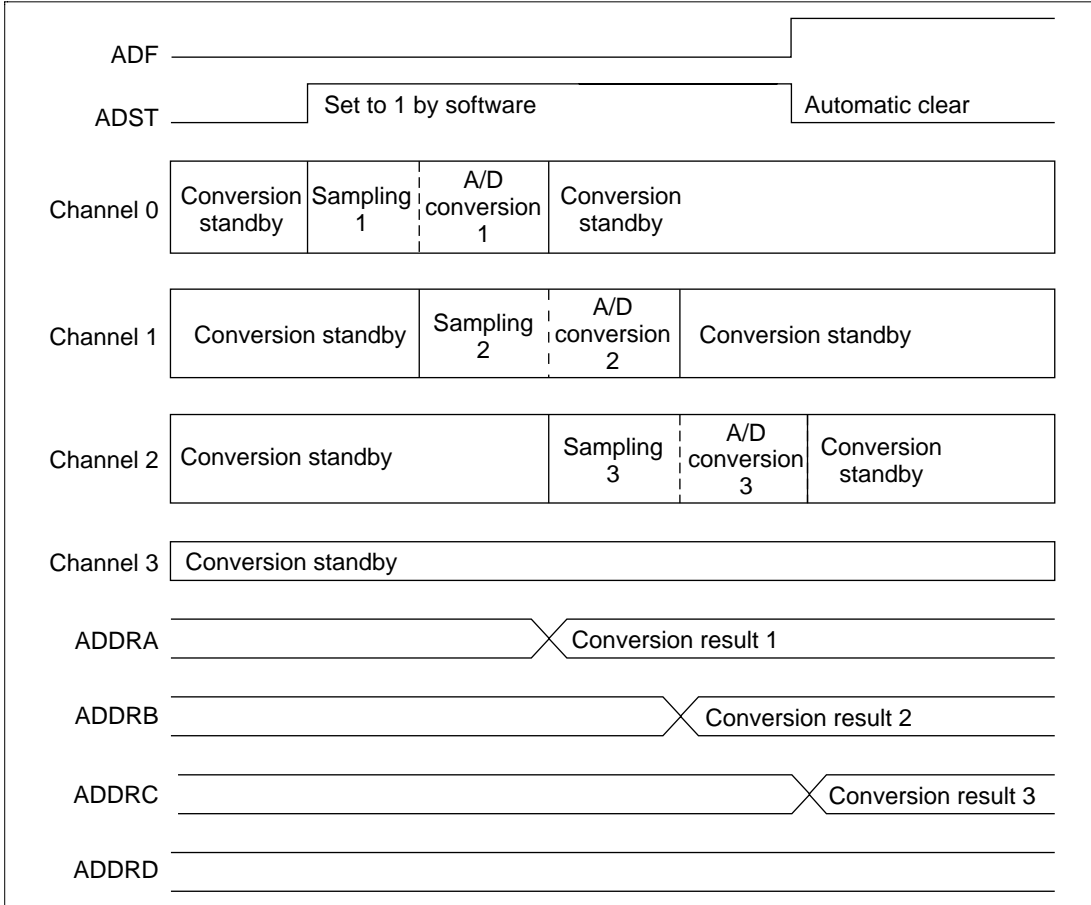 ADF
ADST
Set to 1 by software
Automatic clear
Channel 0
Conversion
standby
Sampling
1
A/D
conversion
1
Conversion
standby
Channel 1
Conversion standby
Sampling
2
A/D
conversion
2
Conversion standby
Channel 2
Conversion standby
Sampling
3
A/D
conversion
3
Conversion
standby
Channel 3
Conversion standby
ADDRA
Conversion result 1
ADDRB
Conversion result 2
ADDRC
Conversion result 3
ADDRD